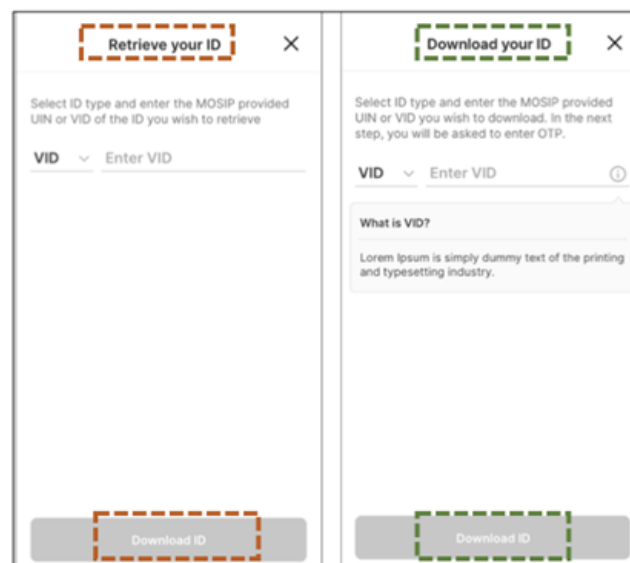 Retrieve your ID
Select ID type and enter the MOSIP provided
UIN or VID of the ID you wish to retrieve
VID Enter VID
Download ID
Download your ID
Select ID type and enter the MOSIP provided
UIN or VID you wish to download. In the next
step, you will be asked to enter OTP.
VID Enter VID
What is VID?
Lorem Ipsum is simply dummy text of the printing
and typesetting industry.
Download ID